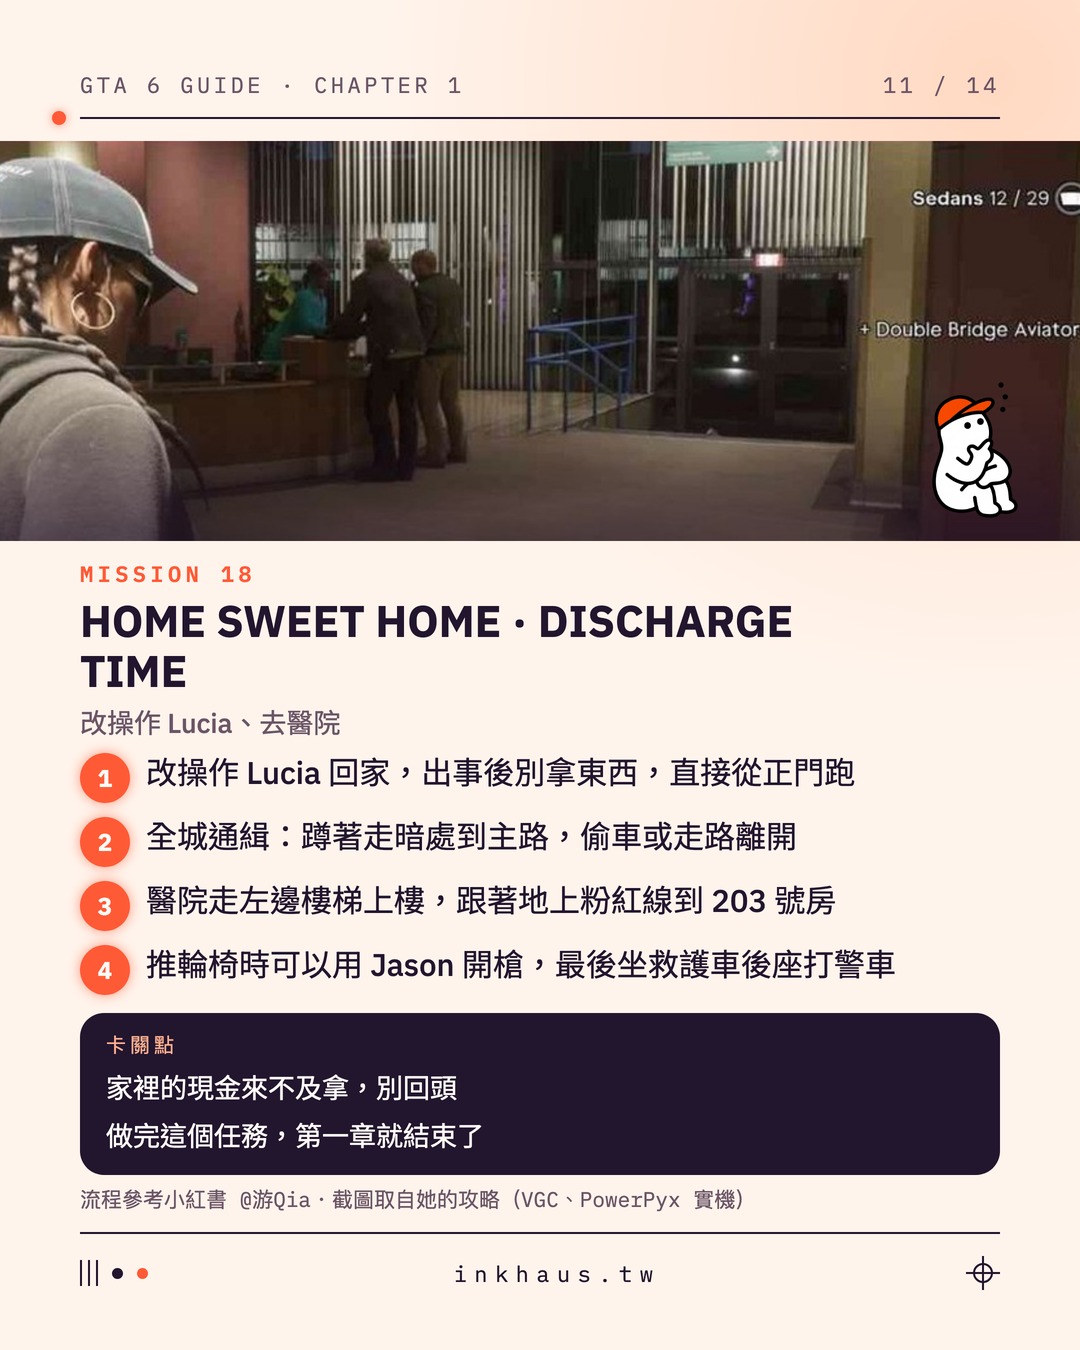 GTA 6 GUIDE · CHAPTER 1
11 / 14
Sedans 12 / 29
+ Double Bridge Aviator
MISSION 18
HOME SWEET HOME · DISCHARGE
TIME
改操作 Lucia、去醫院
1 改操作 Lucia 回家，出事後別拿東西，直接從正門跑
2 全城通緝：蹲著走暗處到主路，偷車或走路離開
3 醫院走左邊樓梯上樓，跟著地上粉紅線到 203 號房
4 推輪椅時可以用 Jason 開槍，最後坐救護車後座打警車
卡關點
家裡的現金來不及拿，別回頭
做完這個任務，第一章就結束了
流程參考小紅書 @游Qia · 截圖取自她的攻略（VGC、PowerPyx 實機）
inkhaus.tw